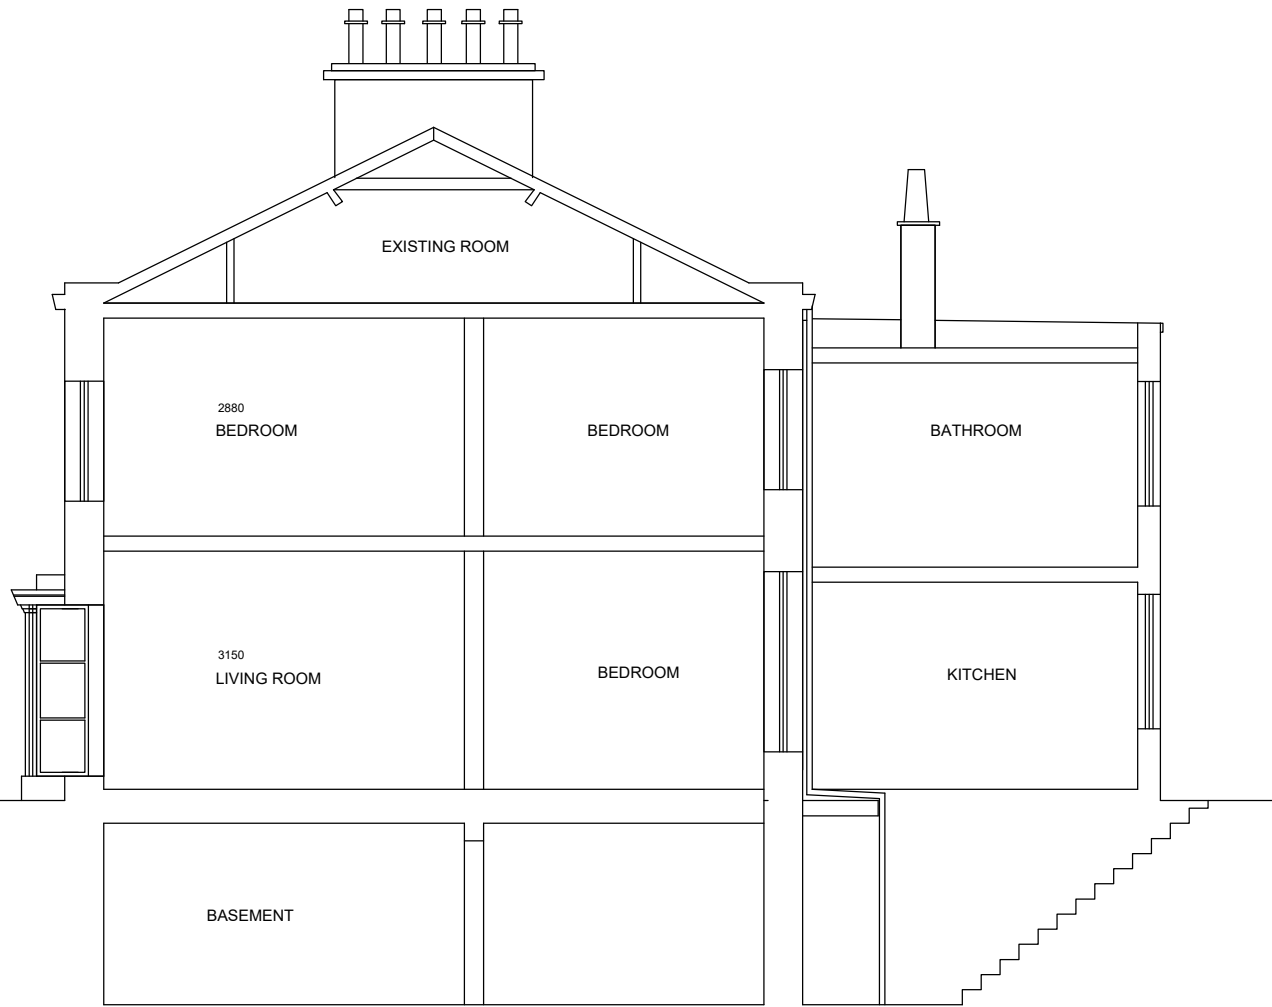 EXISTING ROOM
2880
BEDROOM
BEDROOM
BATHROOM
3150
LIVING ROOM
BEDROOM
KITCHEN
BASEMENT